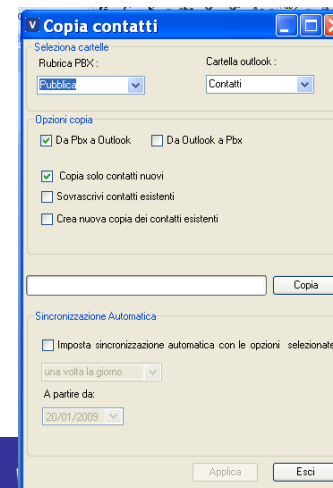 Copia contatti
Seleziona cartelle
Rubrica PBX : Cartella outlook :
Pubblica Contatti
Opzioni copia
Da Pbx a Outlook Da Outlook a Pbx
Copia solo contatti nuovi
Sovrascrivi contatti esistenti
Crea nuova copia dei contatti esistenti
Copia
Sincronizzazione Automatica
Imposta sincronizzazione automatica con le opzioni selezionate
una volta la giorno
A partire da:
20/01/2009
Applica Esci